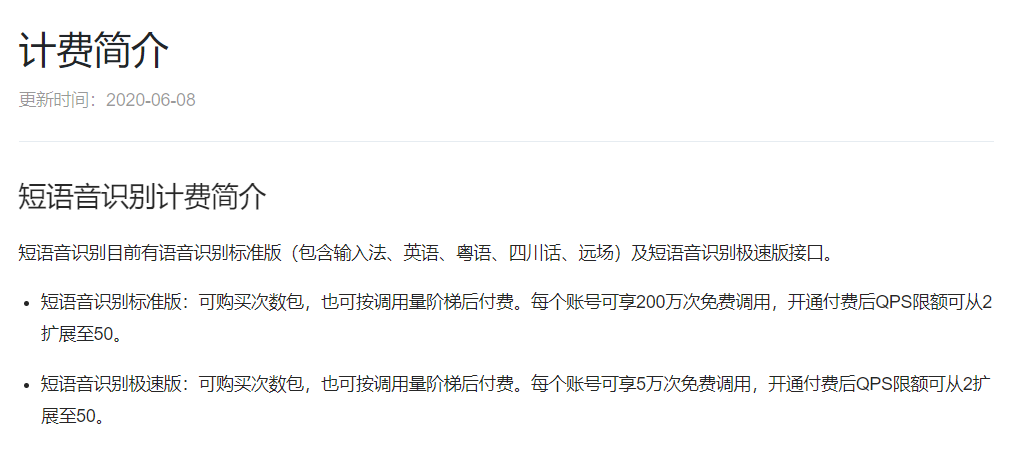 计费简介
更新时间：2020-06-08
短语音识别计费简介
短语音识别目前有语音识别标准版（包含输入法、英语、粤语、四川话、远场）及短语音识别极速版接口。
• 短语音识别标准版：可购买次数包，也可按调用量阶梯后付费。每个账号可享200万次免费调用，开通付费后QPS限额可从2
扩展至50。
• 短语音识别极速版：可购买次数包，也可按调用量阶梯后付费。每个账号可享5万次免费调用，开通付费后QPS限额可从2扩
展至50。